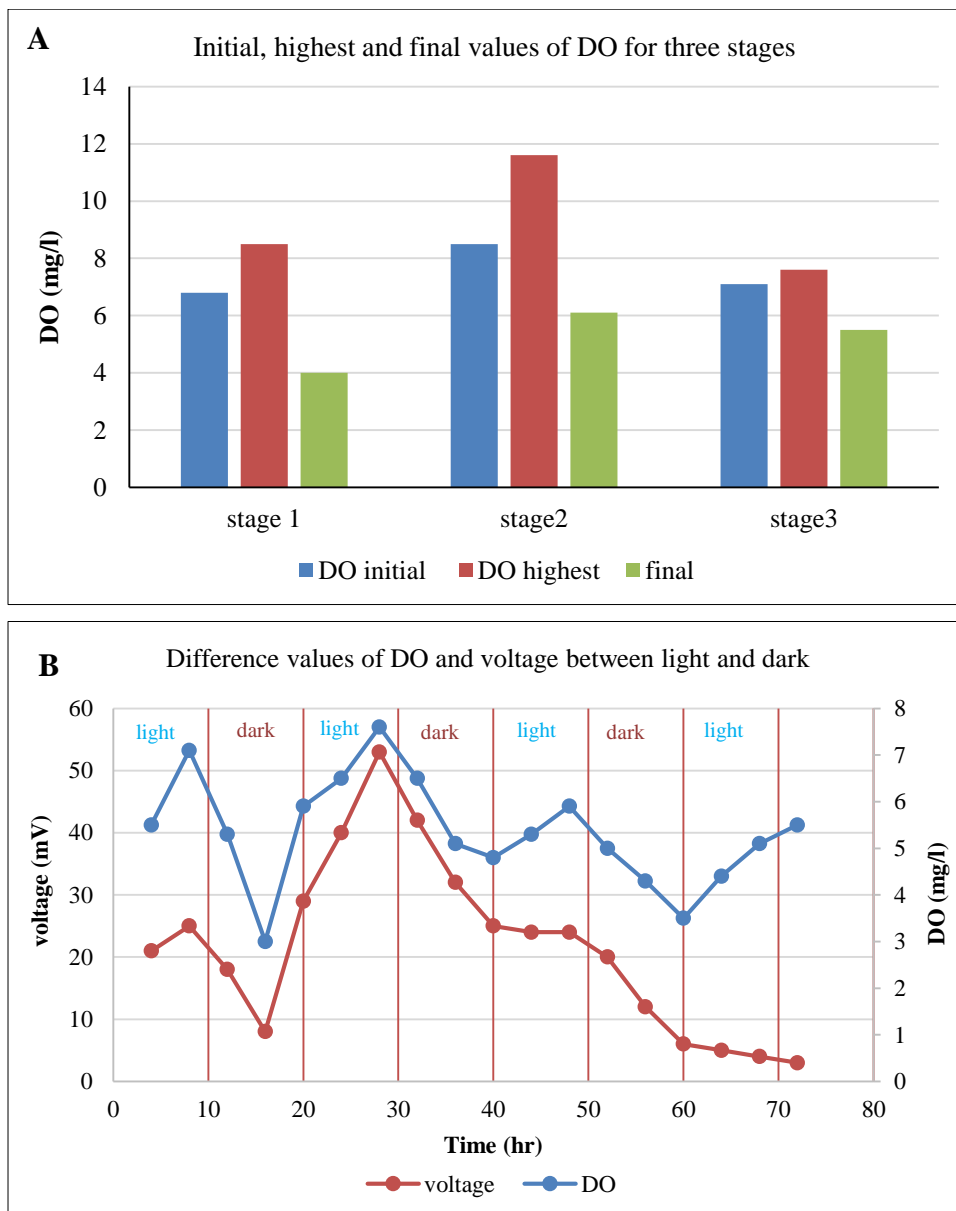 A
Initial, highest and final values of DO for three stages
14
12
10
8
6
4
2
0
DO (mg/l)
stage 1 stage2 stage3
DO initial DO highest final
B
Difference values of DO and voltage between light and dark
60
50
40
30
20
10
0
voltage (mV)
light dark light dark light dark light
8
7
6
5
4
3
2
1
0
DO (mg/l)
0 10 20 30 40 50 60 70 80
Time (hr)
voltage DO